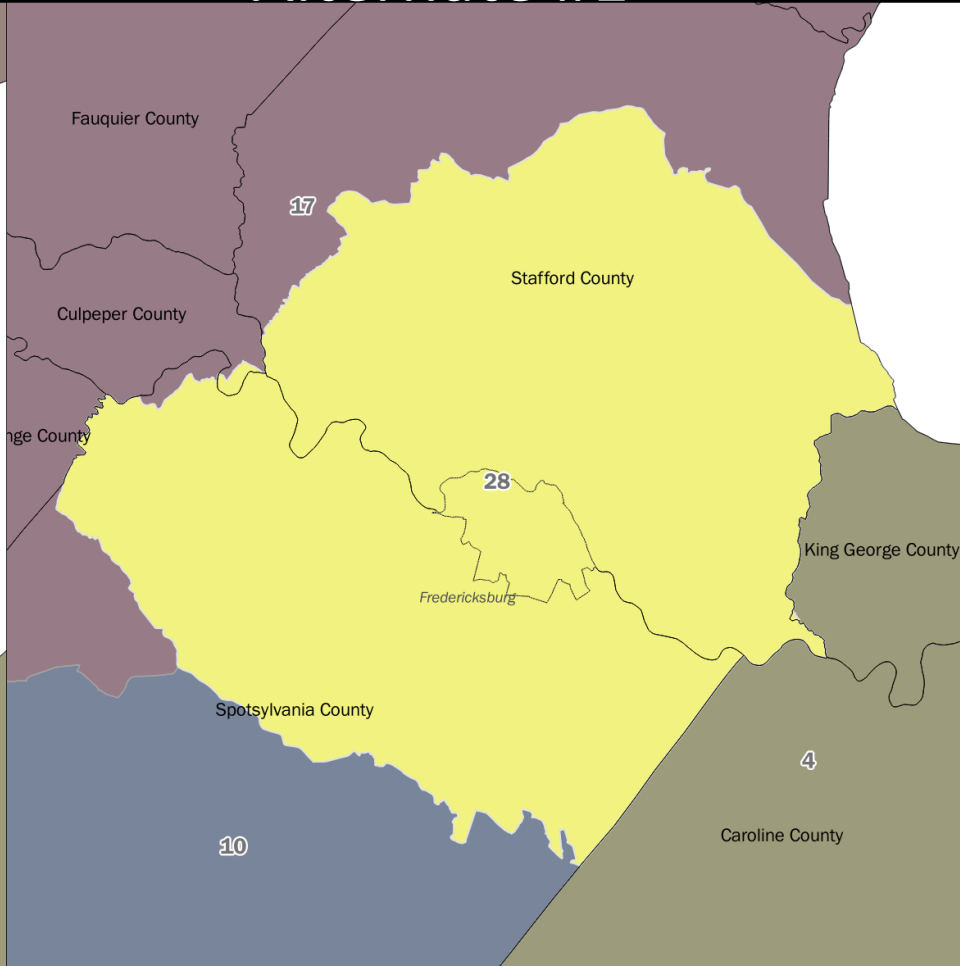 Fauquier County
17
Stafford County
Culpeper County
nge County
28
King George County
Fredericksburg
Spotsylvania County
4
Caroline County
10